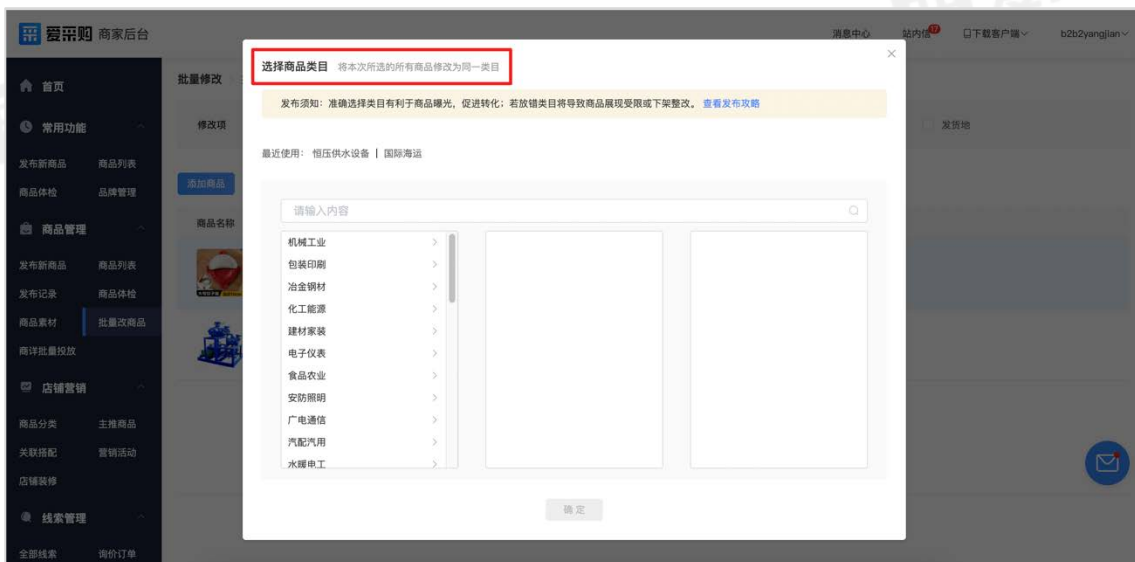 爱采购 商家后台
消息中心 站内信 下载客户端 b2b2yangjian
首页
常用功能
发布新商品 商品列表
商品体检 品牌管理
商品管理
发布新商品 商品列表
发布记录 商品体检
商品素材 批量改商品
商详批量投放
店铺营销
商品分类 主推商品
关联搭配 营销活动
店铺装修
线索管理
全部线索 询价订单
批量修改
修改项
发货地
添加商品
商品名称
选择商品类目 将本次所选的所有商品修改为同一类目
发布须知：准确选择类目有利于商品曝光，促进转化；若放错类目将导致商品展现受限或下架整改。 查看发布攻略
最近使用： 恒压供水设备 | 国际海运
请输入内容
机械工业
包装印刷
冶金钢材
化工能源
建材家装
电子仪表
食品农业
安防照明
广电通信
汽配汽用
水暖电工
确定